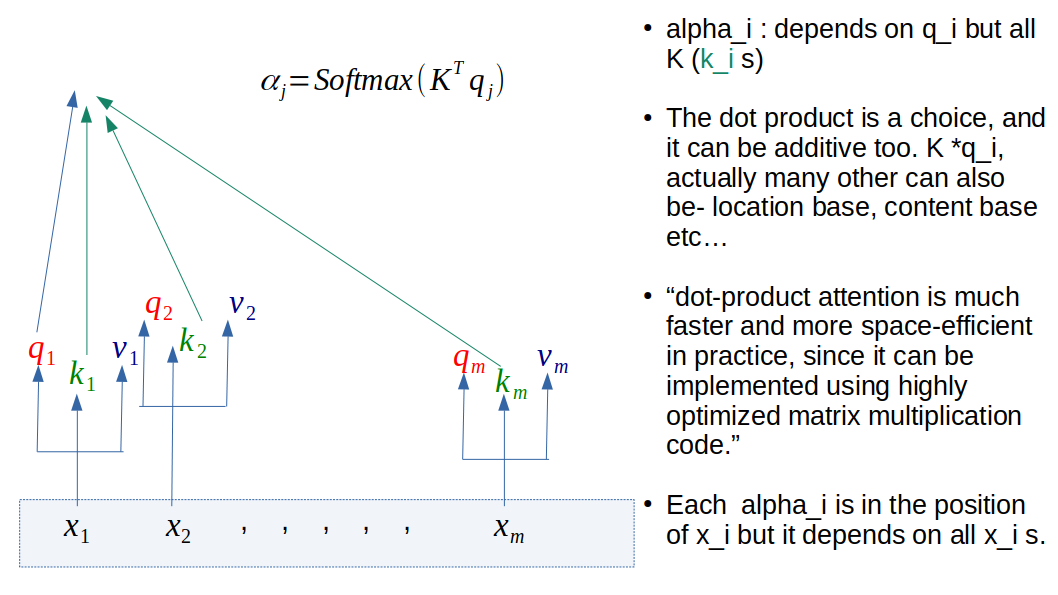 α_j=Softmax(K^T q_j)
q_1
k_1
v_1
q_2
k_2
v_2
q_m
k_m
v_m
x_1 x_2 , , , , , x_m
• alpha_i : depends on q_i but all
K (k_i s)
• The dot product is a choice, and
it can be additive too. K *q_i,
actually many other can also
be- location base, content base
etc…
• “dot-product attention is much
faster and more space-efficient
in practice, since it can be
implemented using highly
optimized matrix multiplication
code.”
• Each alpha_i is in the position
of x_i but it depends on all x_i s.